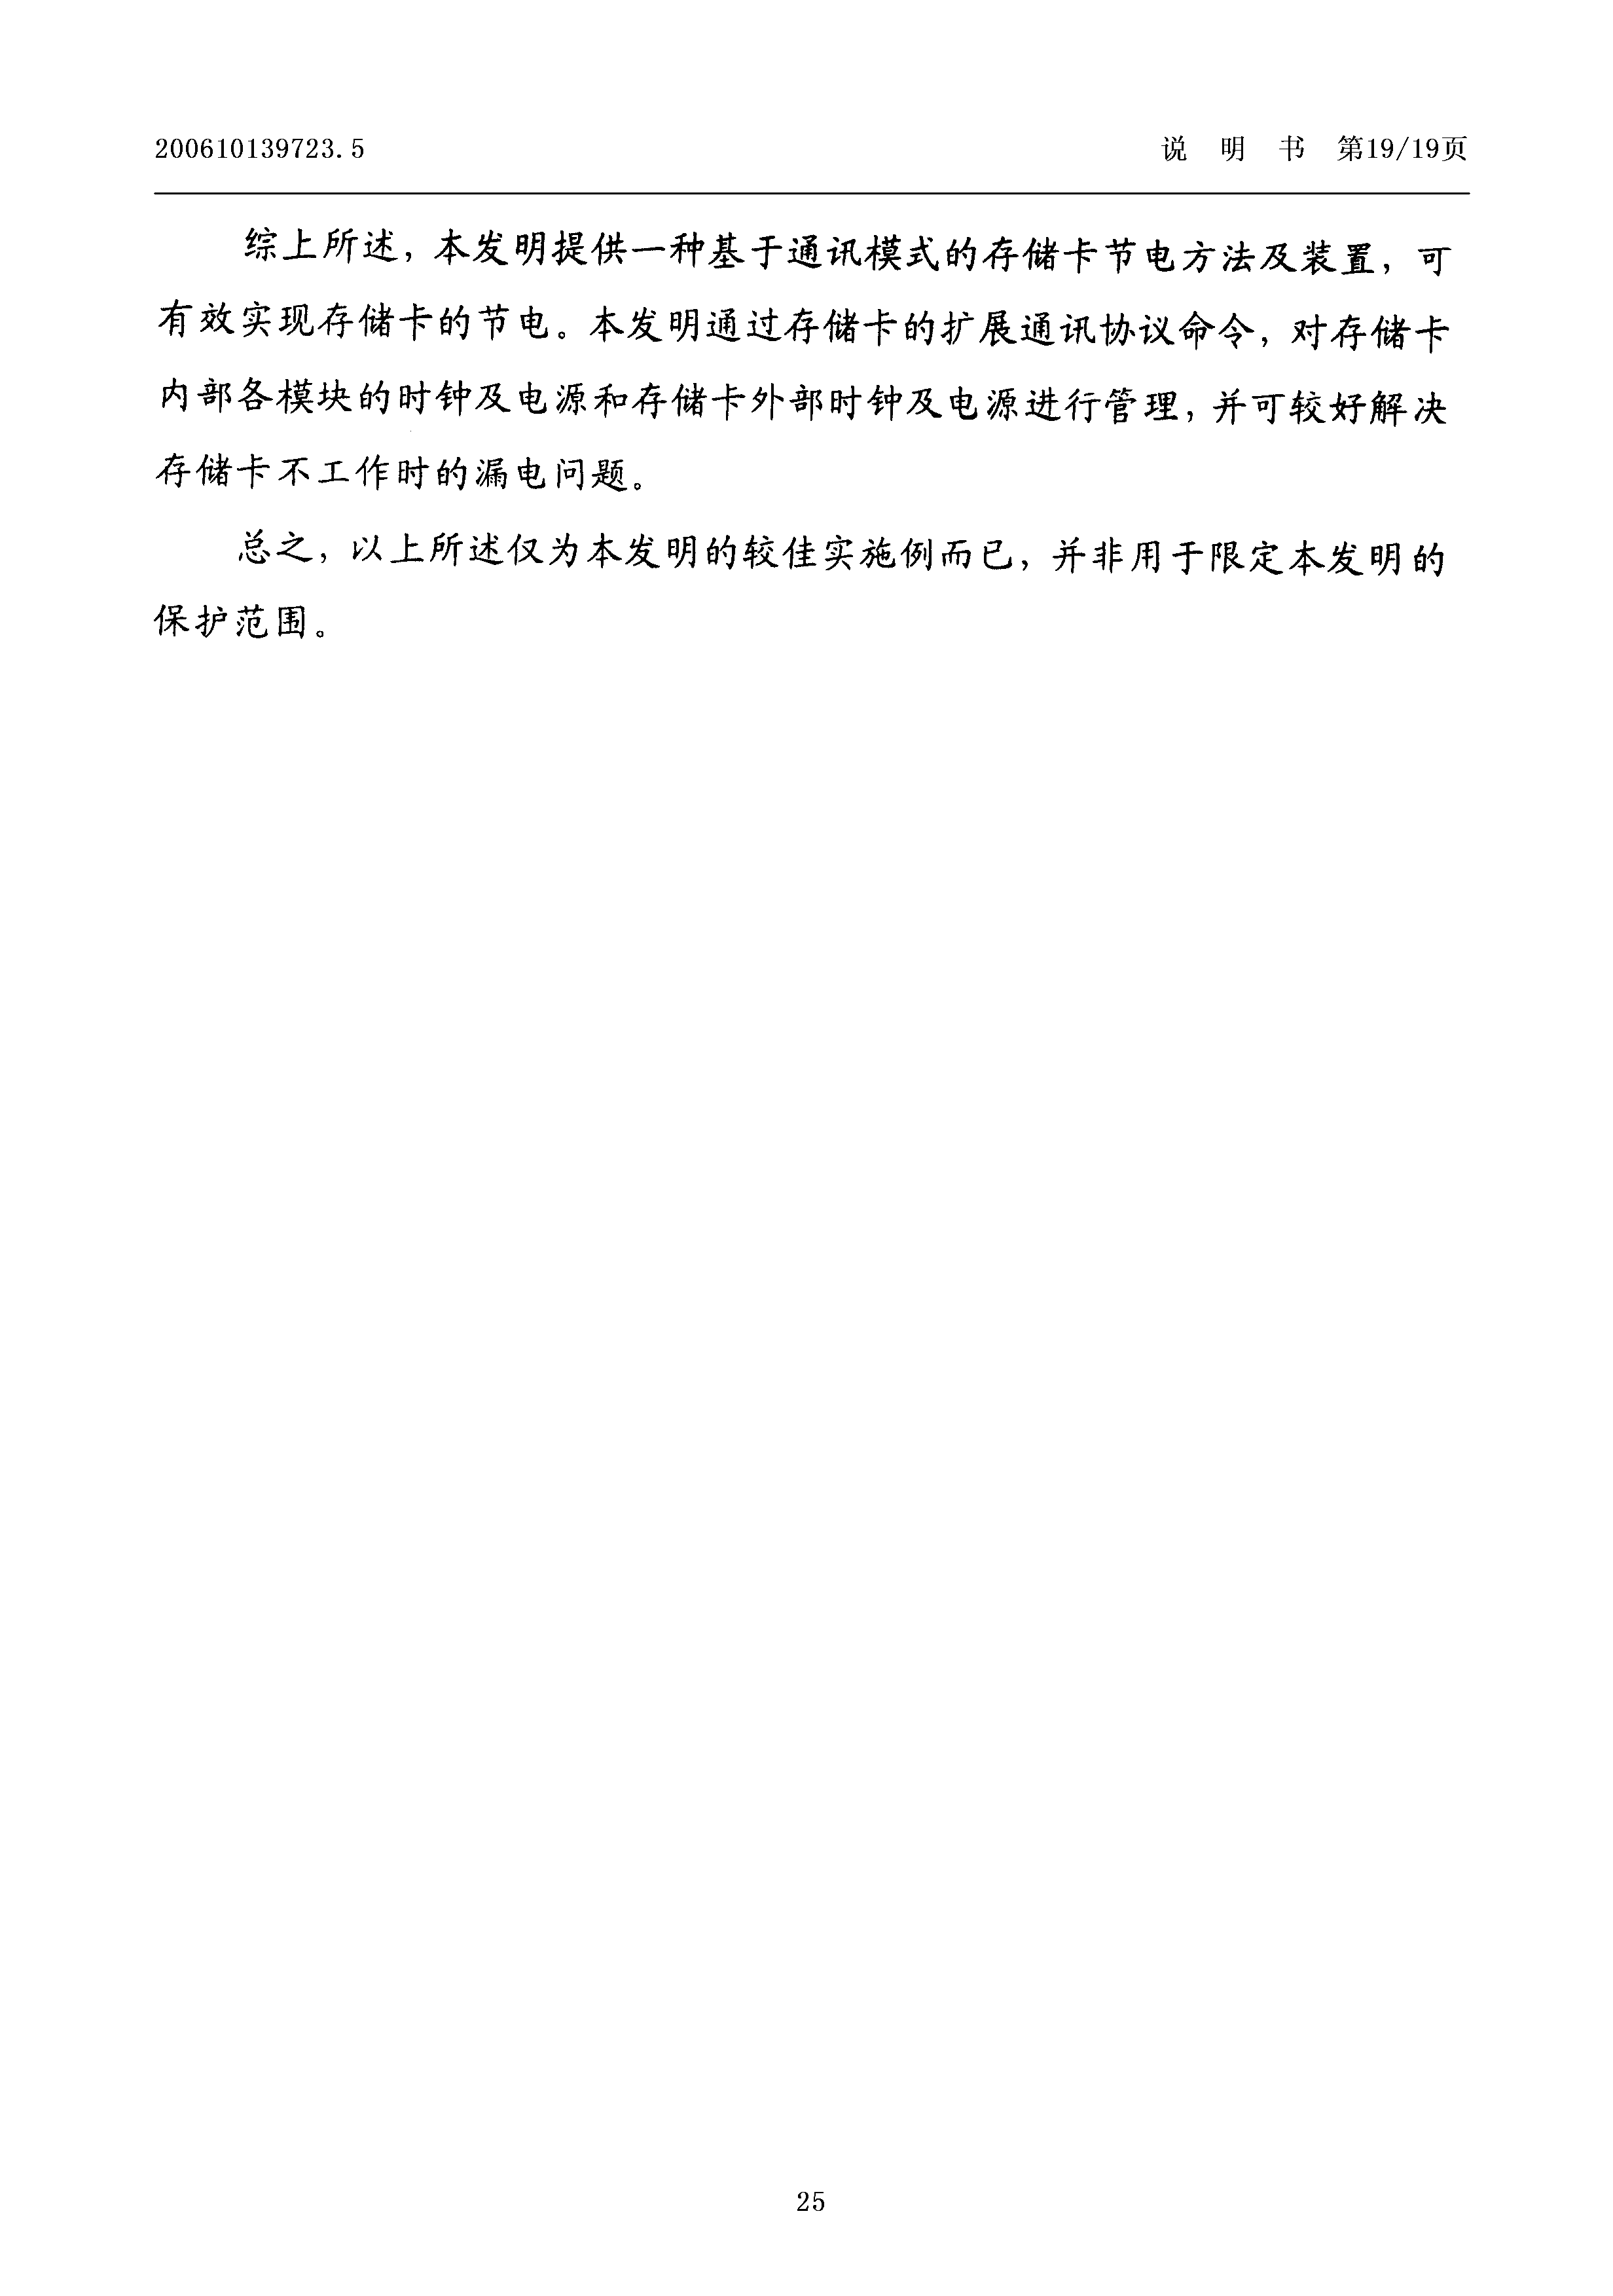 200610139723.5
说 明 书 第19/19页
综上所述，本发明提供一种基于通讯模式的存储卡节电方法及装置，可
有效实现存储卡的节电。本发明通过存储卡的扩展通讯协议命令，对存储卡
内部各模块的时钟及电源和存储卡外部时钟及电源进行管理，并可较好解决
存储卡不工作时的漏电问题。
总之，以上所述仅为本发明的较佳实施例而已，并非用于限定本发明的
保护范围。
25